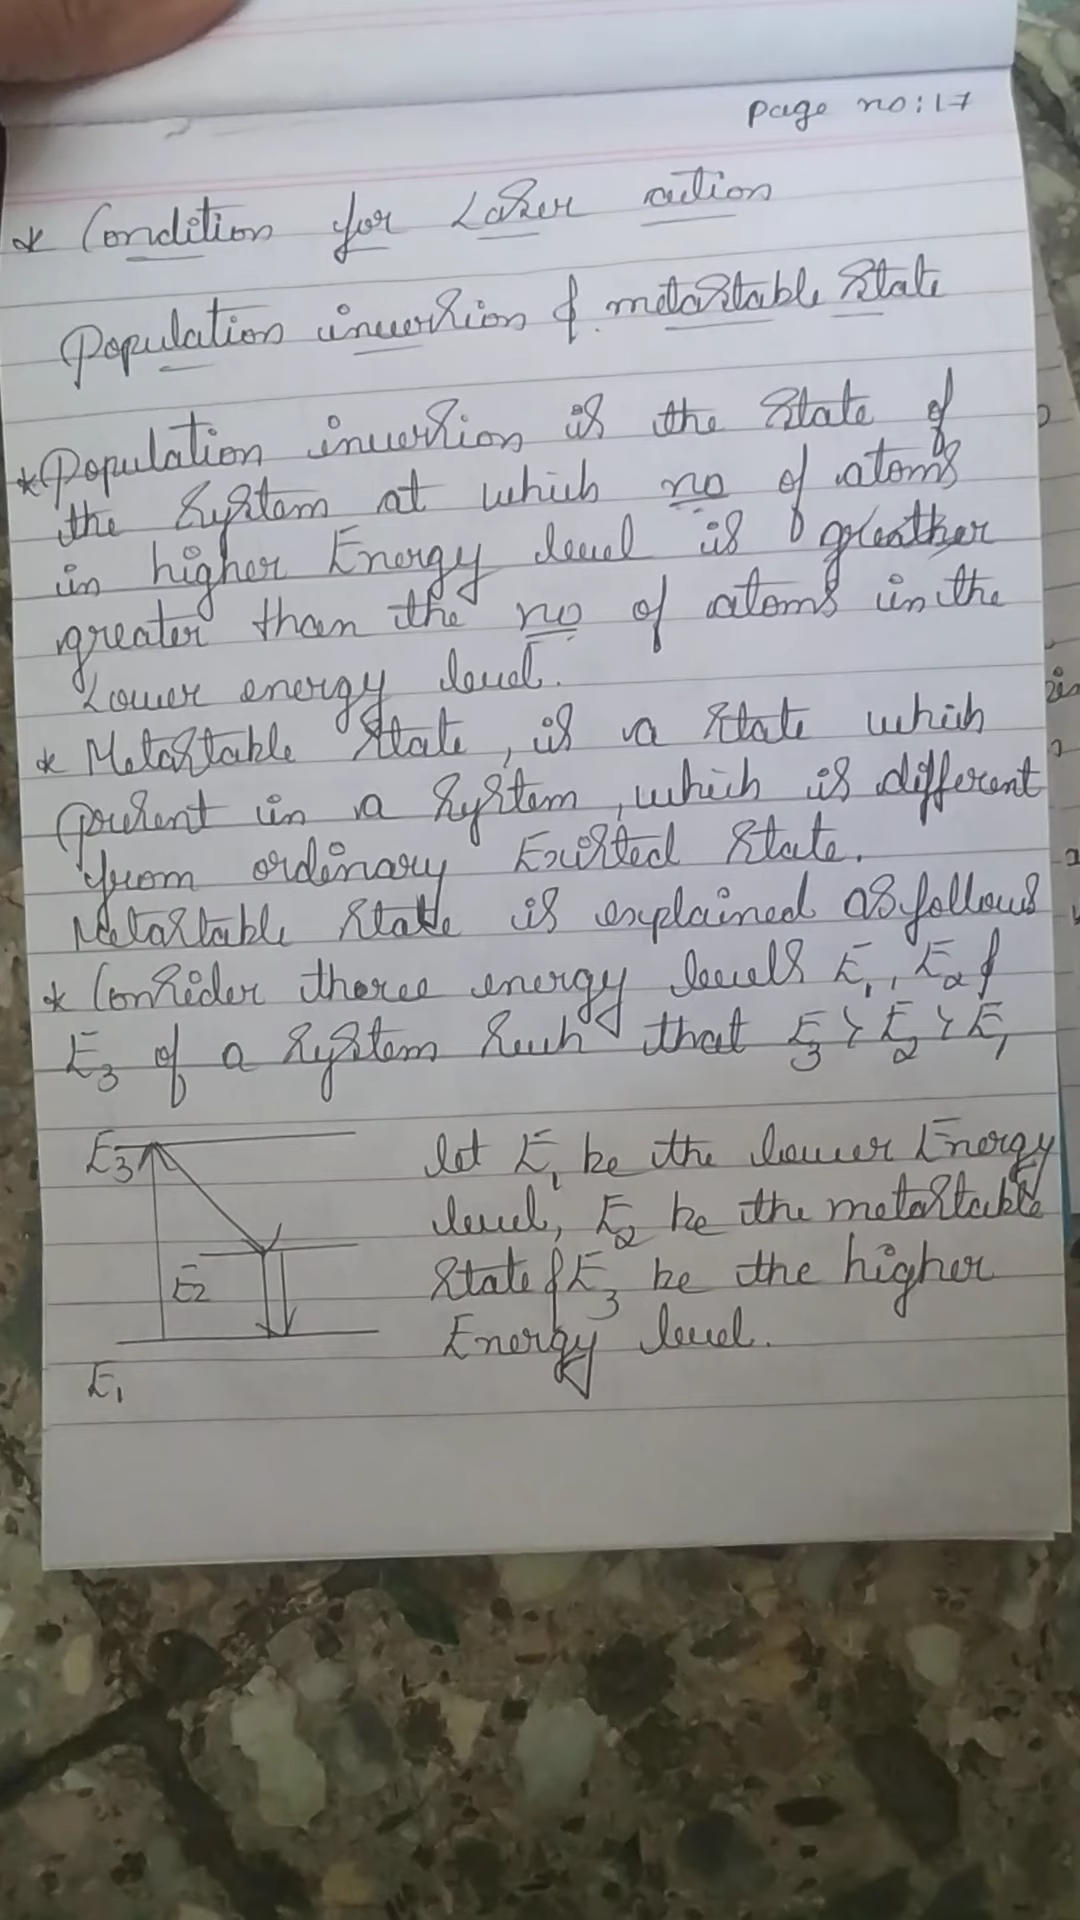 Page no:17
* Condition for Laser action
Population inversion & metastable State
* Population inversion is the State of
the System at which no of atoms
in higher Energy level is greather
greater than the no of atoms in the
Lower energy level.
* Metastable State, is a State which
present in a System, which is different
from ordinary Existed State.
Metastable State is explained as follows
* Consider three energy levels E1, E2 &
E3 of a System Such that E3 > E2 > E1
E3
E2
E1
let E1 be the lower Energy
level, E2 be the metastable
State & E3 be the higher
Energy level.